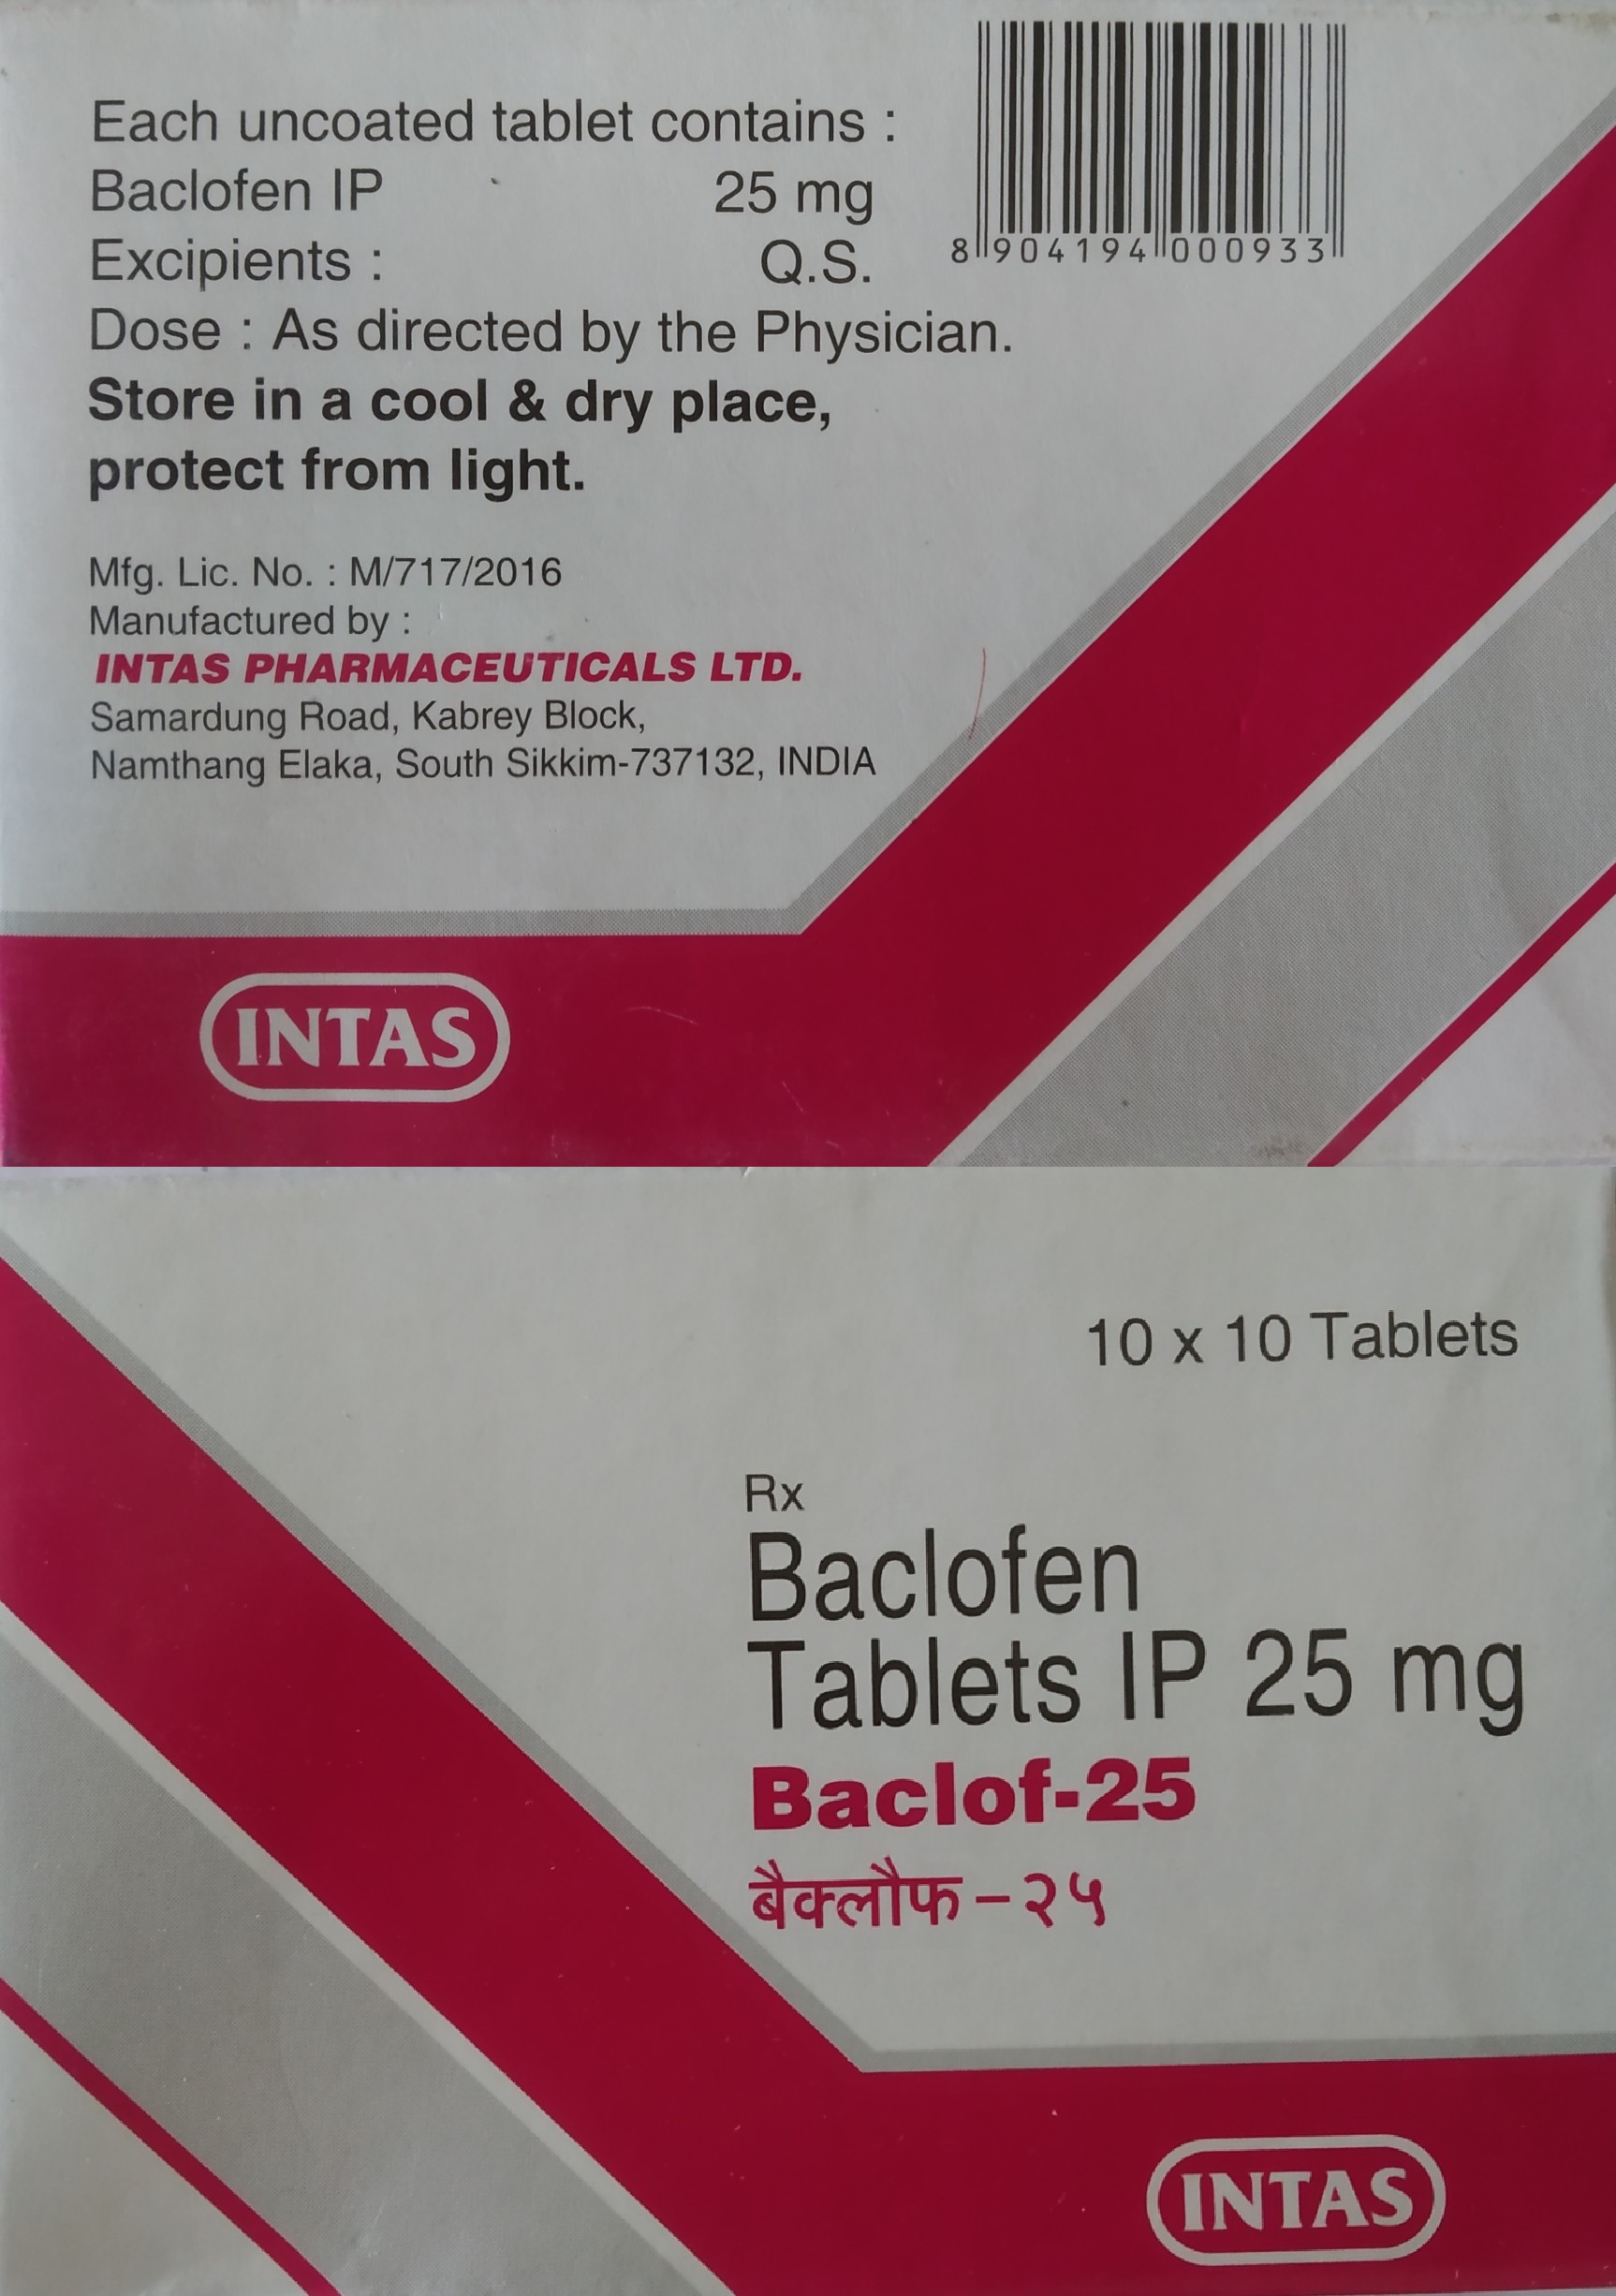 Each uncoated tablet contains :
Baclofen IP 25 mg
Excipients : Q.S.
Dose : As directed by the Physician.
Store in a cool & dry place,
protect from light.
8 904194 000933
Mfg. Lic. No. : M/717/2016
Manufactured by :
INTAS PHARMACEUTICALS LTD.
Samardung Road, Kabrey Block,
Namthang Elaka, South Sikkim-737132, INDIA
INTAS
10 x 10 Tablets
Rx
Baclofen
Tablets IP 25 mg
Baclof-25
बैक्लौफ – २५
INTAS